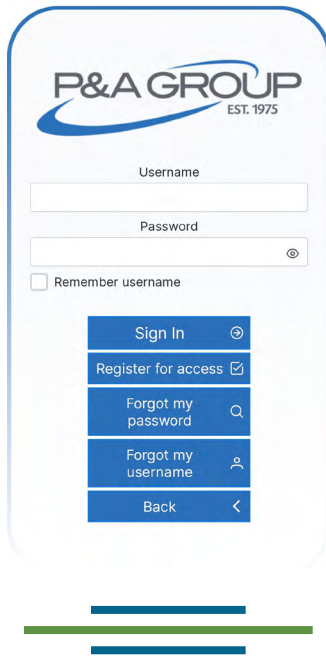 P&A GROUP
EST. 1975
Username
Password
Remember username
Sign In
Register for access
Forgot my
password
Forgot my
username
Back